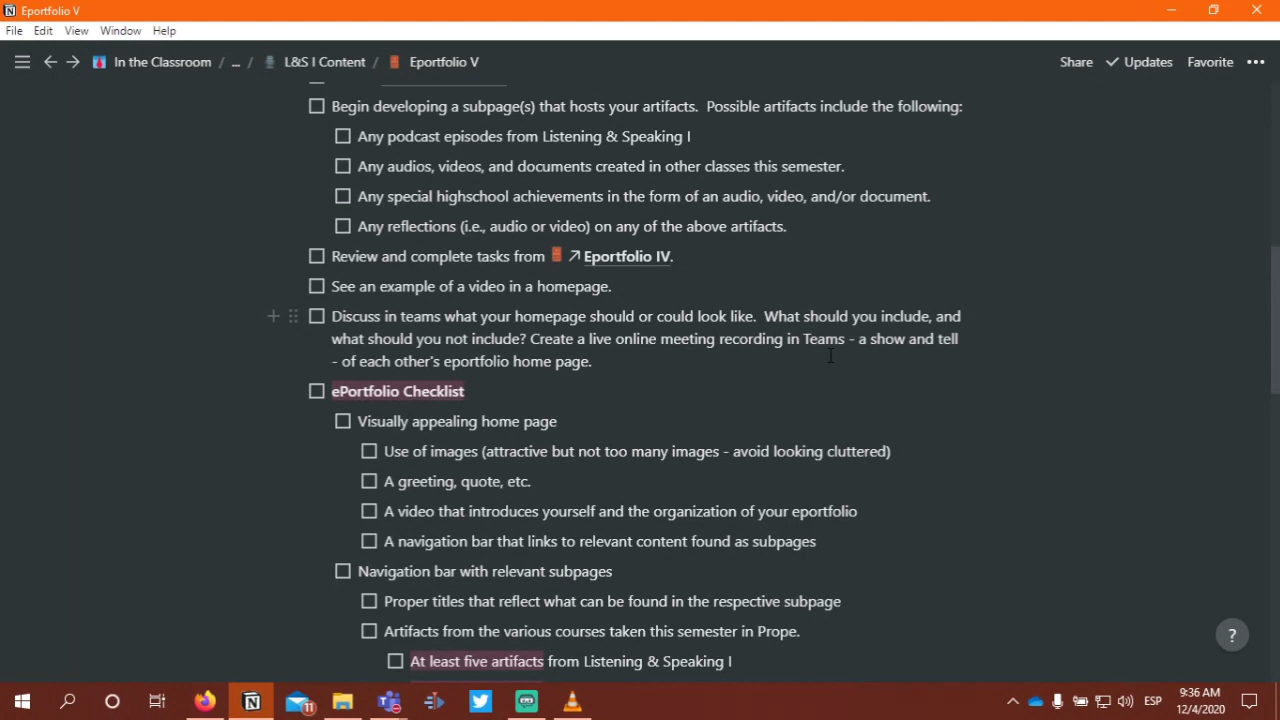 Eportfolio V
File Edit View Window Help
In the Classroom / ... / L&S I Content / Eportfolio V
Share Updates Favorite
Begin developing a subpage(s) that hosts your artifacts. Possible artifacts include the following:
Any podcast episodes from Listening & Speaking I
Any audios, videos, and documents created in other classes this semester.
Any special highschool achievements in the form of an audio, video, and/or document.
Any reflections (i.e., audio or video) on any of the above artifacts.
Review and complete tasks from Eportfolio IV.
See an example of a video in a homepage.
Discuss in teams what your homepage should or could look like. What should you include, and
what should you not include? Create a live online meeting recording in Teams - a show and tell
- of each other's eportfolio home page.
ePortfolio Checklist
Visually appealing home page
Use of images (attractive but not too many images - avoid looking cluttered)
A greeting, quote, etc.
A video that introduces yourself and the organization of your eportfolio
A navigation bar that links to relevant content found as subpages
Navigation bar with relevant subpages
Proper titles that reflect what can be found in the respective subpage
Artifacts from the various courses taken this semester in Prope.
At least five artifacts from Listening & Speaking I
?
11
ESP
9:36 AM
12/4/2020